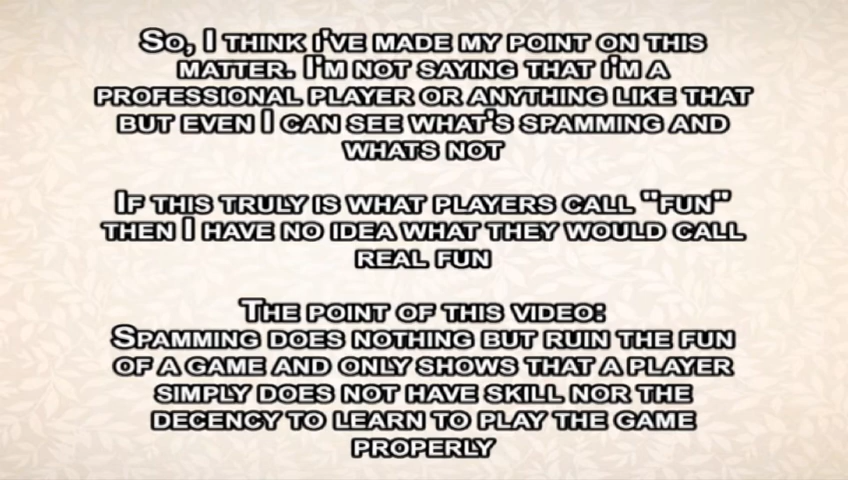 So, I think i've made my point on this
matter. I'm not saying that i'm a
professional player or anything like that
but even I can see what's spamming and
whats not
If this truly is what players call "fun"
then I have no idea what they would call
real fun
The point of this video:
Spamming does nothing but ruin the fun
of a game and only shows that a player
simply does not have skill nor the
decency to learn to play the game
properly